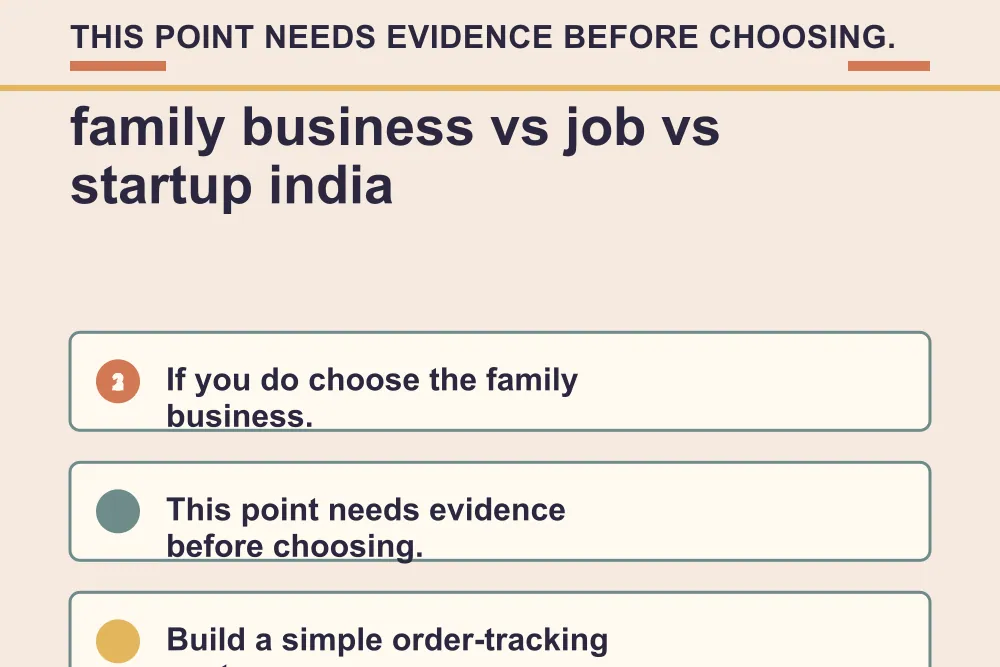 THIS POINT NEEDS EVIDENCE BEFORE CHOOSING.
family business vs job vs
startup india
If you do choose the family
business.
This point needs evidence
before choosing.
Build a simple order-tracking